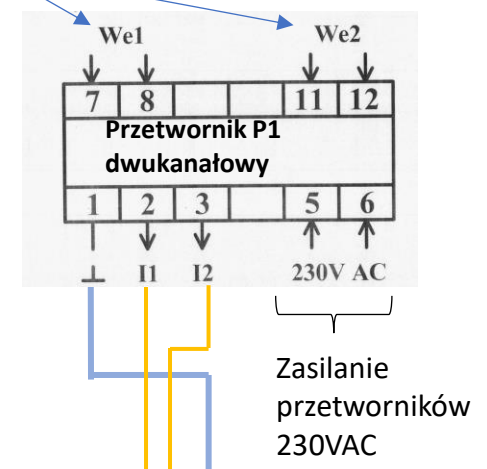 We1 We2
7 8 11 12
Przetwornik P1
dwukanałowy
1 2 3 5 6
I1 I2 230V AC
Zasilanie
przetworników
230VAC